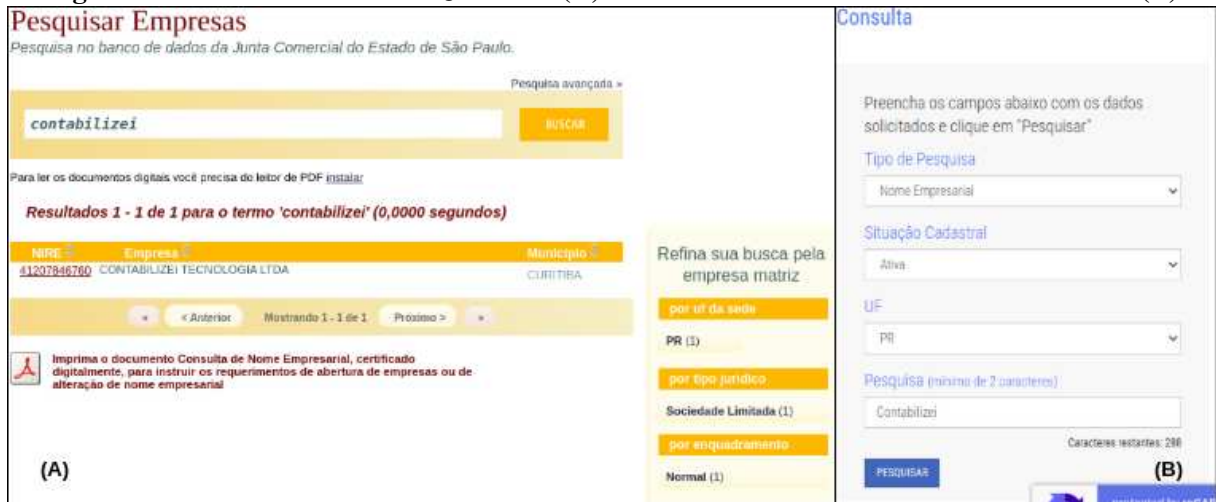 Pesquisar Empresas
Pesquisa no banco de dados da Junta Comercial do Estado de São Paulo.
Pesquisa avançada »
contabilizei
BUSCAR
Para ler os documentos digitais você precisa do leitor de PDF instalar
Resultados 1 - 1 de 1 para o termo 'contabilizei' (0,0000 segundos)
NIRE Empresa Município
41207846760 CONTABILIZEI TECNOLOGIA LTDA CURITIBA
« < Anterior Mostrando 1 - 1 de 1 Próximo > »
Imprima o documento Consulta de Nome Empresarial, certificado
digitalmente, para instruir os requerimentos de abertura de empresas ou de
alteração de nome empresarial
(A)
Refina sua busca pela
empresa matriz
por uf da sede
PR (1)
por tipo jurídico
Sociedade Limitada (1)
por enquadramento
Normal (1)
Consulta
Preencha os campos abaixo com os dados
solicitados e clique em "Pesquisar"
Tipo de Pesquisa
Nome Empresarial
Situação Cadastral
Ativa
UF
PR
Pesquisa (mínimo de 2 caracteres)
Contabilizei
Caracteres restantes: 288
PESQUISAR
(B)